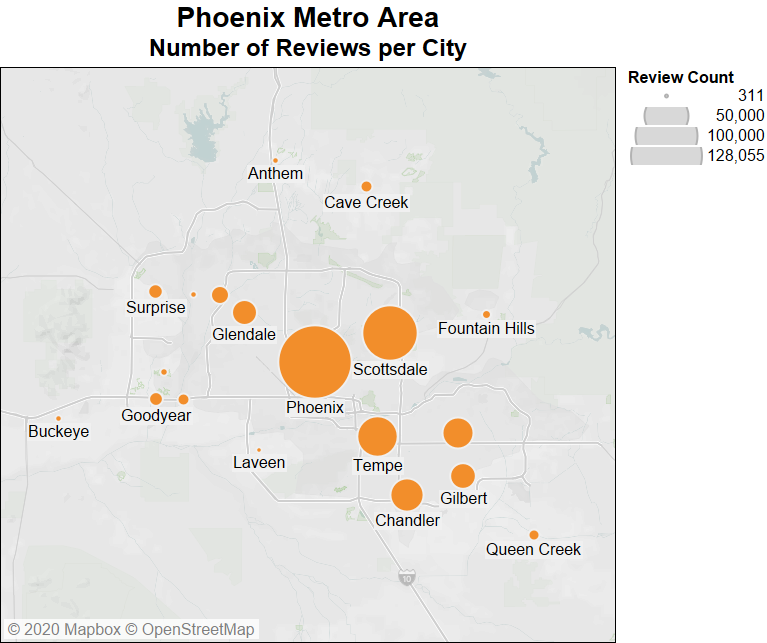 Phoenix Metro Area
Number of Reviews per City
Review Count
311
50,000
100,000
128,055
Anthem
Cave Creek
Surprise
Fountain Hills
Glendale
Scottsdale
Phoenix
Goodyear
Buckeye
Laveen
Tempe
Gilbert
Chandler
Queen Creek
10
© 2020 Mapbox © OpenStreetMap